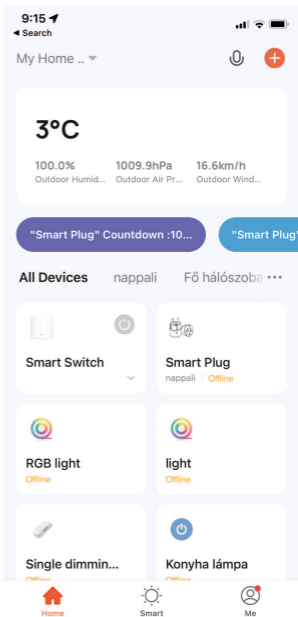 9:15
◀ Search
My Home ..
3°C
100.0% 1009.9hPa 16.6km/h
Outdoor Humid... Outdoor Air Pr... Outdoor Wind...
"Smart Plug" Countdown :10... "Smart Plug"
All Devices nappali Fő hálószoba ...
Smart Switch
Smart Plug
nappali | Offline
RGB light
Offline
light
Offline
Single dimmin...
Offline
Konyha lámpa
Offline
Home Smart Me